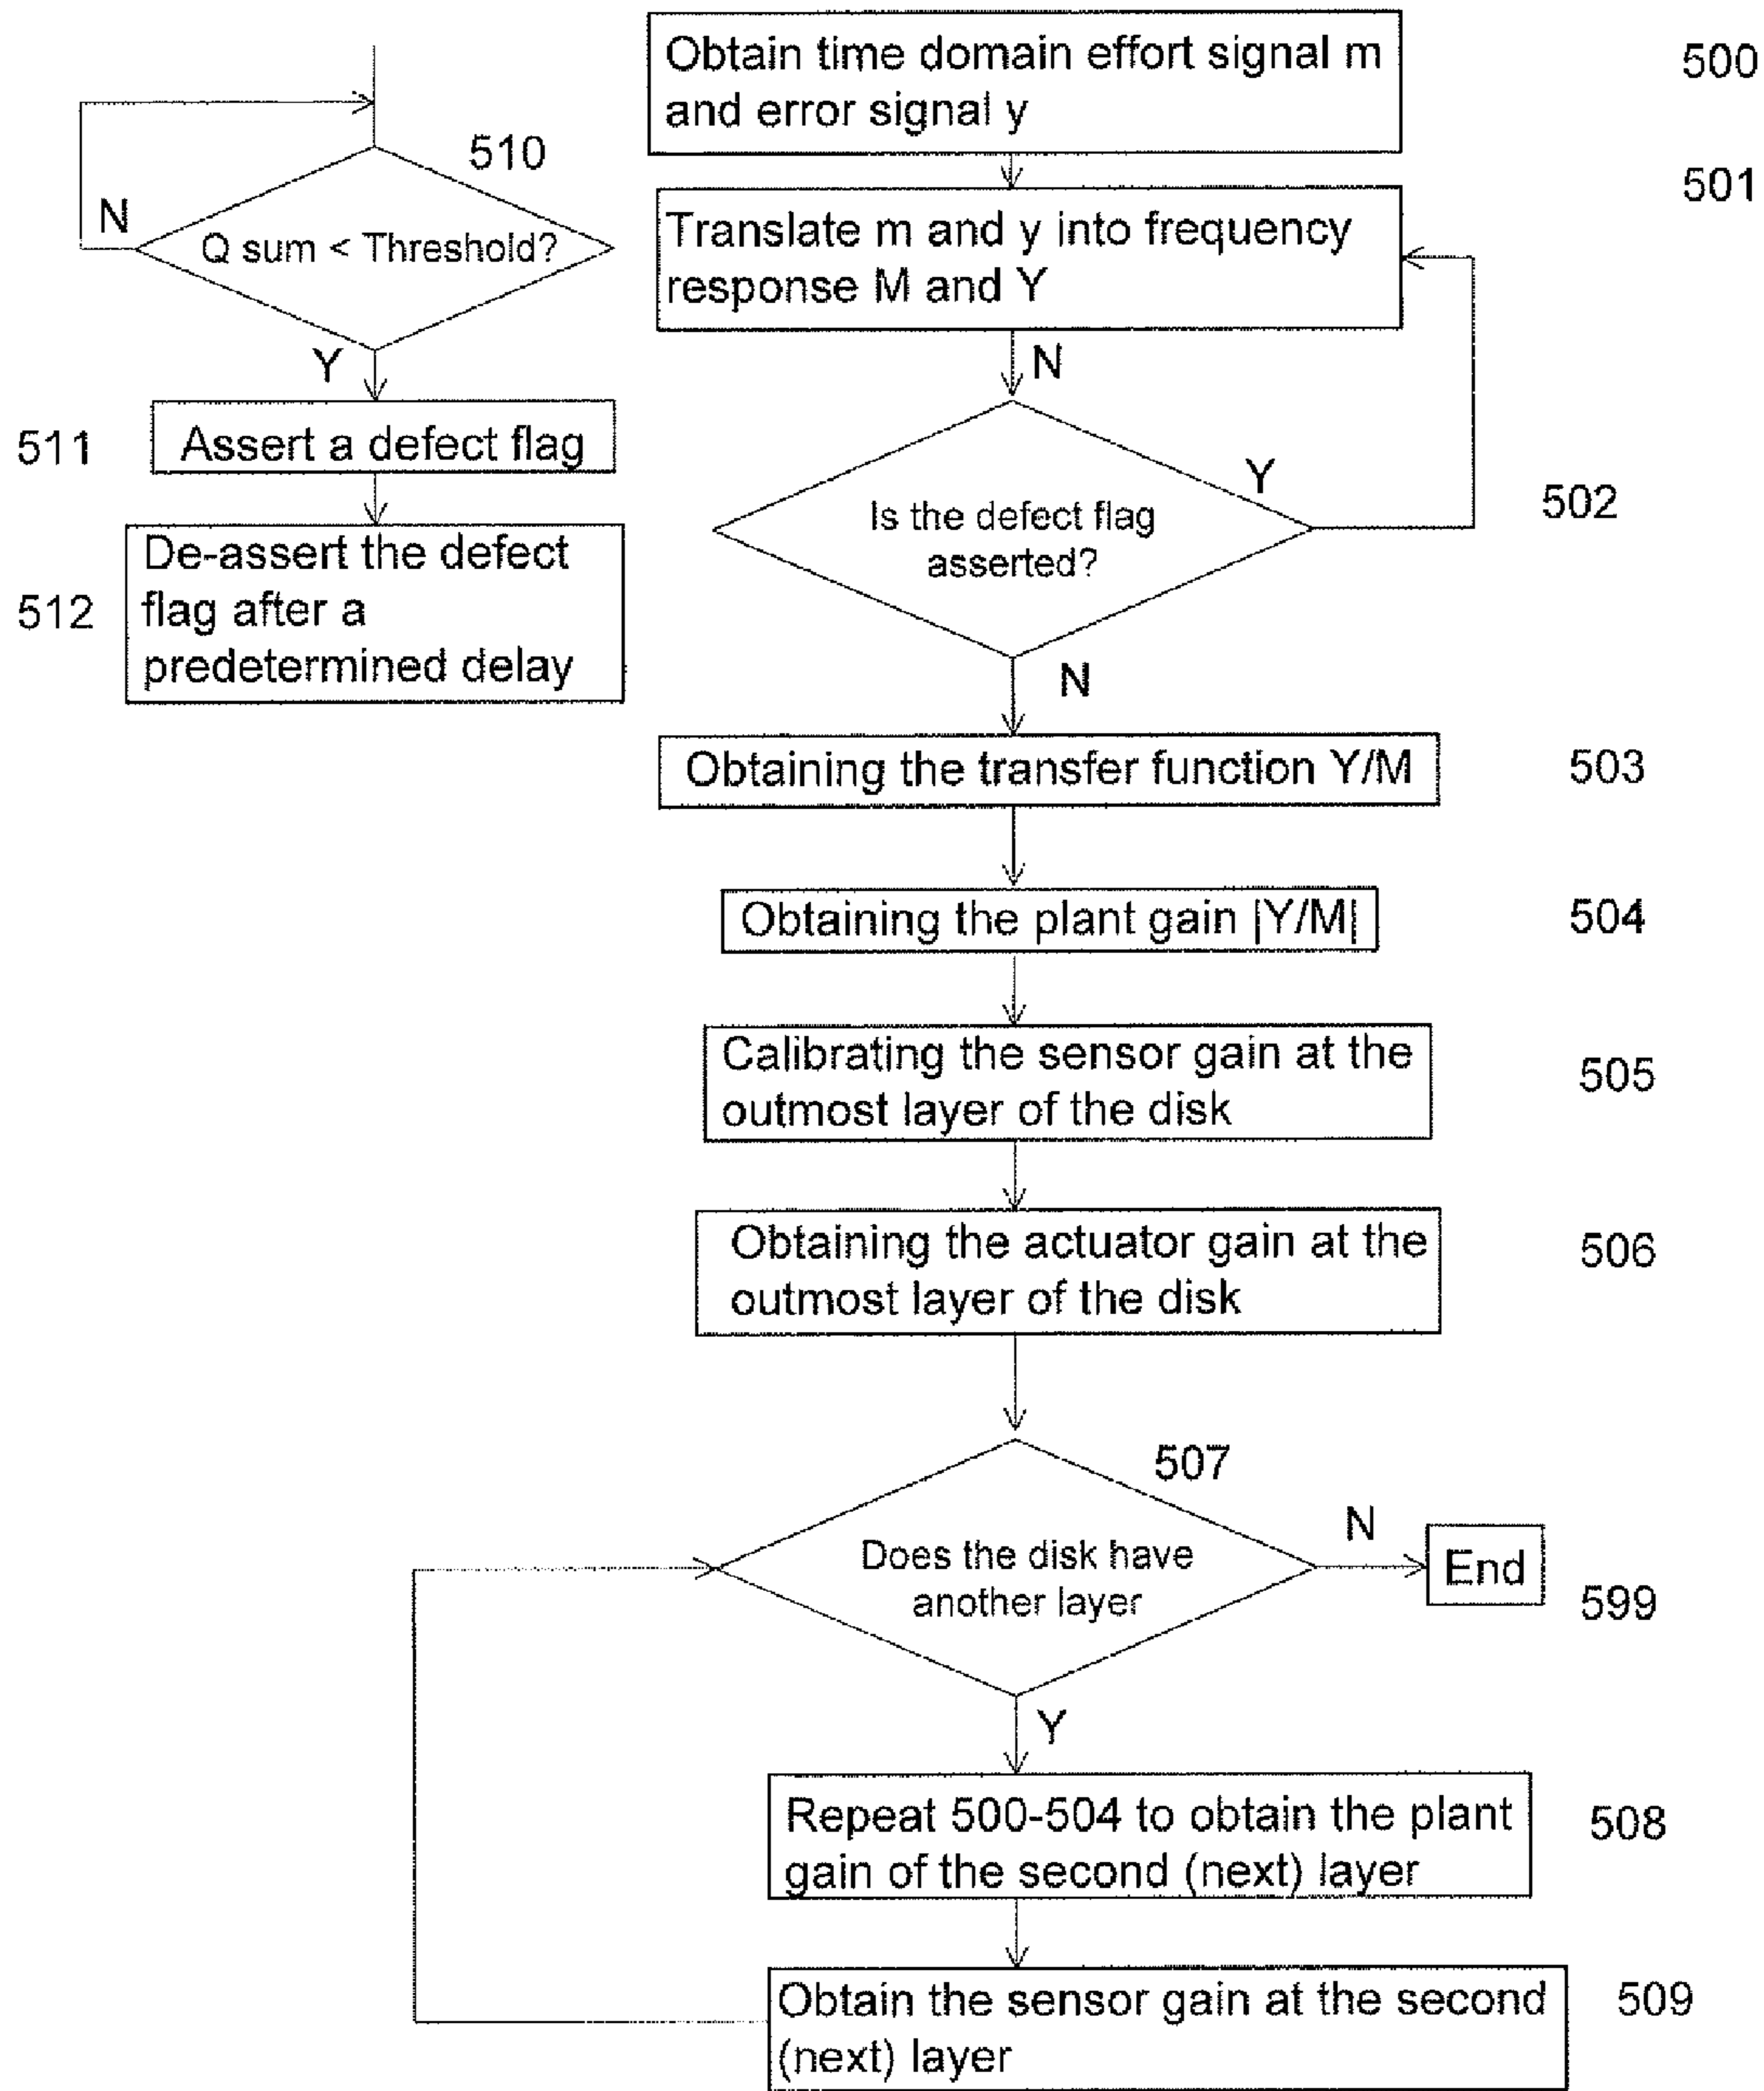 Obtain time domain effort signal m
and error signal y
500
510
N
Q sum < Threshold?
Y
511
Assert a defect flag
512
De-assert the defect
flag after a
predetermined delay
501
Translate m and y into frequency
response M and Y
N
Is the defect flag
asserted?
Y
502
N
Obtaining the transfer function Y/M
503
Obtaining the plant gain |Y/M|
504
Calibrating the sensor gain at the
outmost layer of the disk
505
Obtaining the actuator gain at the
outmost layer of the disk
506
507
Does the disk have
another layer
N
End
599
Y
Repeat 500-504 to obtain the plant
gain of the second (next) layer
508
Obtain the sensor gain at the second
(next) layer
509